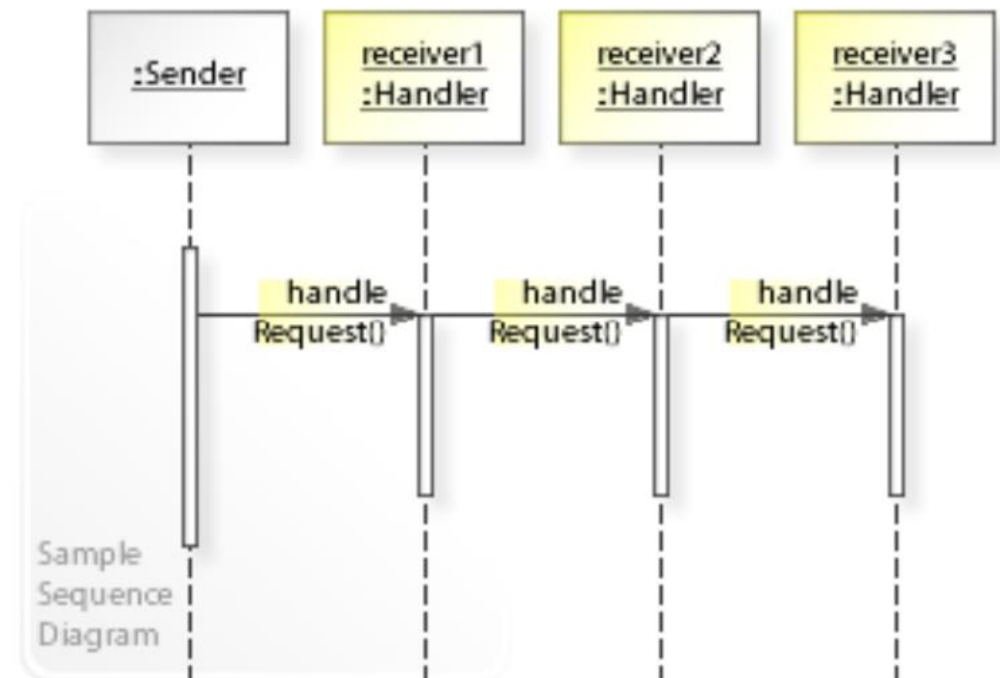 :Sender
receiver1
:Handler
receiver2
:Handler
receiver3
:Handler
handle
Request()
handle
Request()
handle
Request()
Sample
Sequence
Diagram